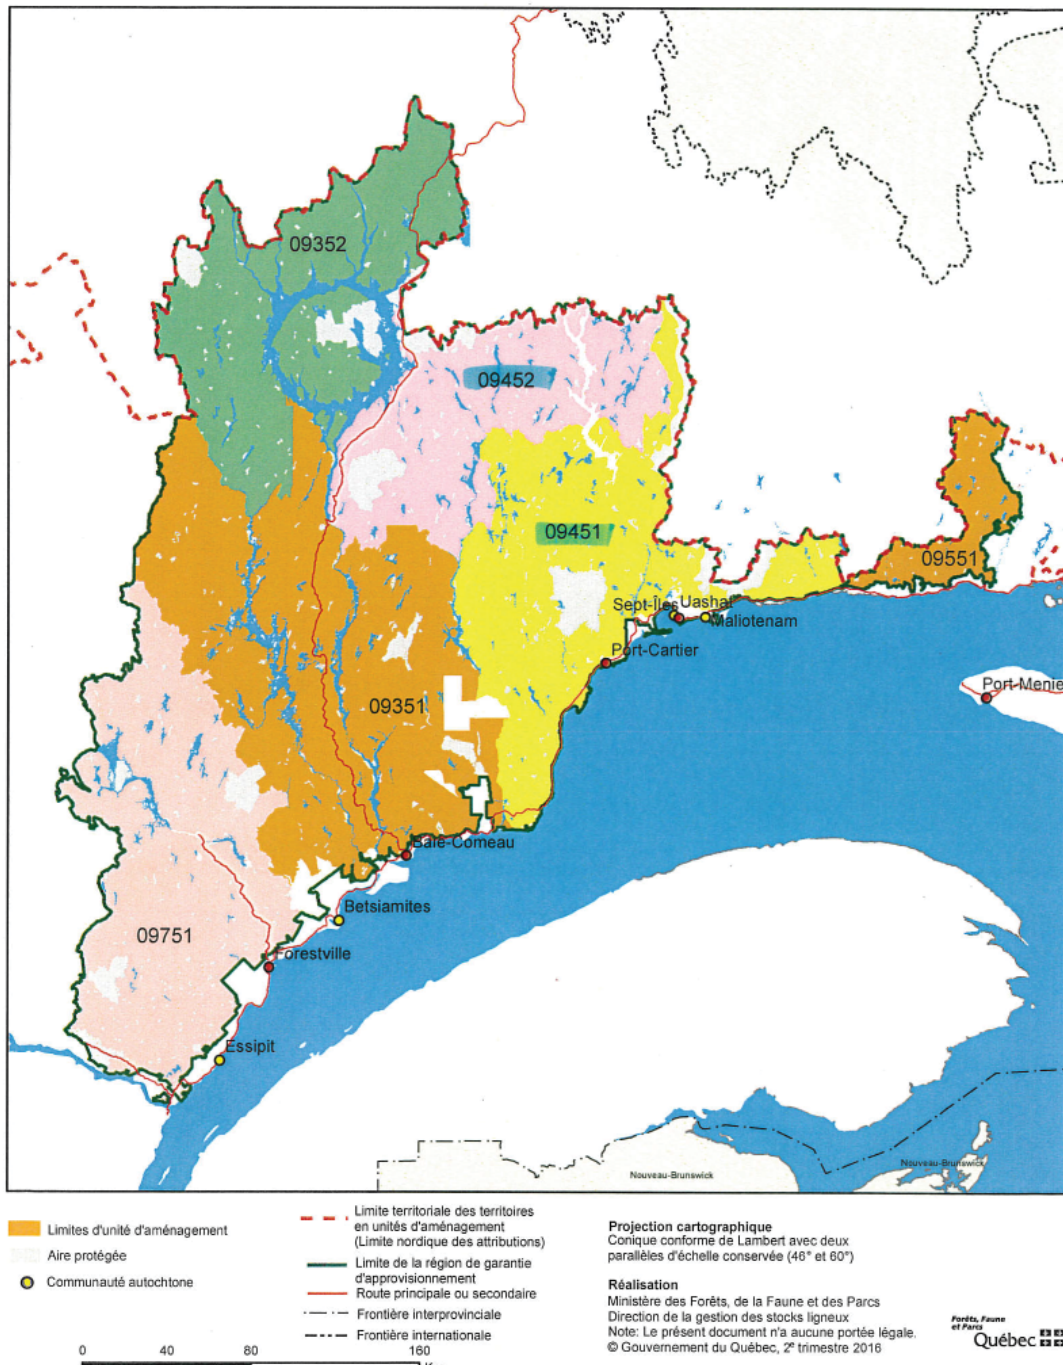 09352
09452
09451
09551
Sept-Îles
Uashat
Maliotenam
Port-Cartier
Port-Menie
09351
Baie-Comeau
Betsiamites
09751
Forestville
Essipit
Nouveau-Brunswick
Nouveau-Brunswick
Limites d'unité d'aménagement
Aire protégée
Communauté autochtone
Limite territoriale des territoires
en unités d'aménagement
(Limite nordique des attributions)
Limite de la région de garantie
d'approvisionnement
Route principale ou secondaire
Frontière interprovinciale
Frontière internationale
Projection cartographique
Conique conforme de Lambert avec deux
parallèles d'échelle conservée (46° et 60°)
Réalisation
Ministère des Forêts, de la Faune et des Parcs
Direction de la gestion des stocks ligneux
Note: Le présent document n'a aucune portée légale.
© Gouvernement du Québec, 2e trimestre 2016
Forêts, Faune
et Parcs
Québec
0 40 80 160